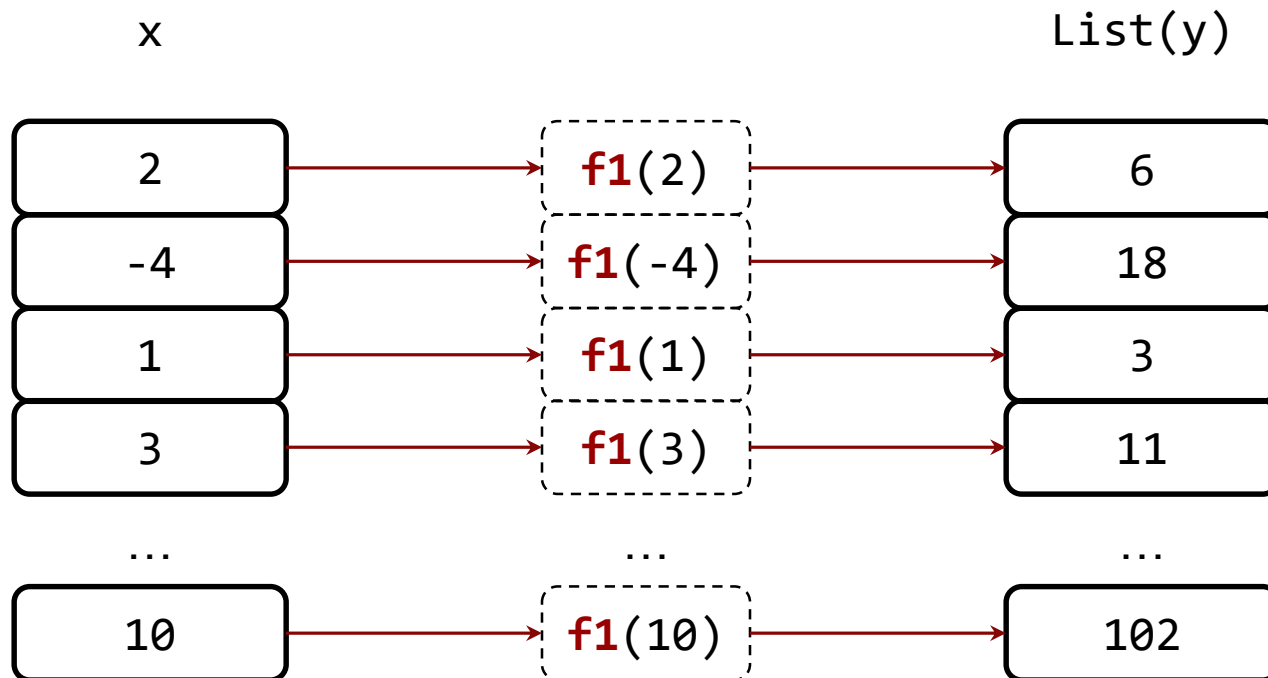 x List(y)
2 f1(2) 6
-4 f1(-4) 18
1 f1(1) 3
3 f1(3) 11
... ... ...
10 f1(10) 102